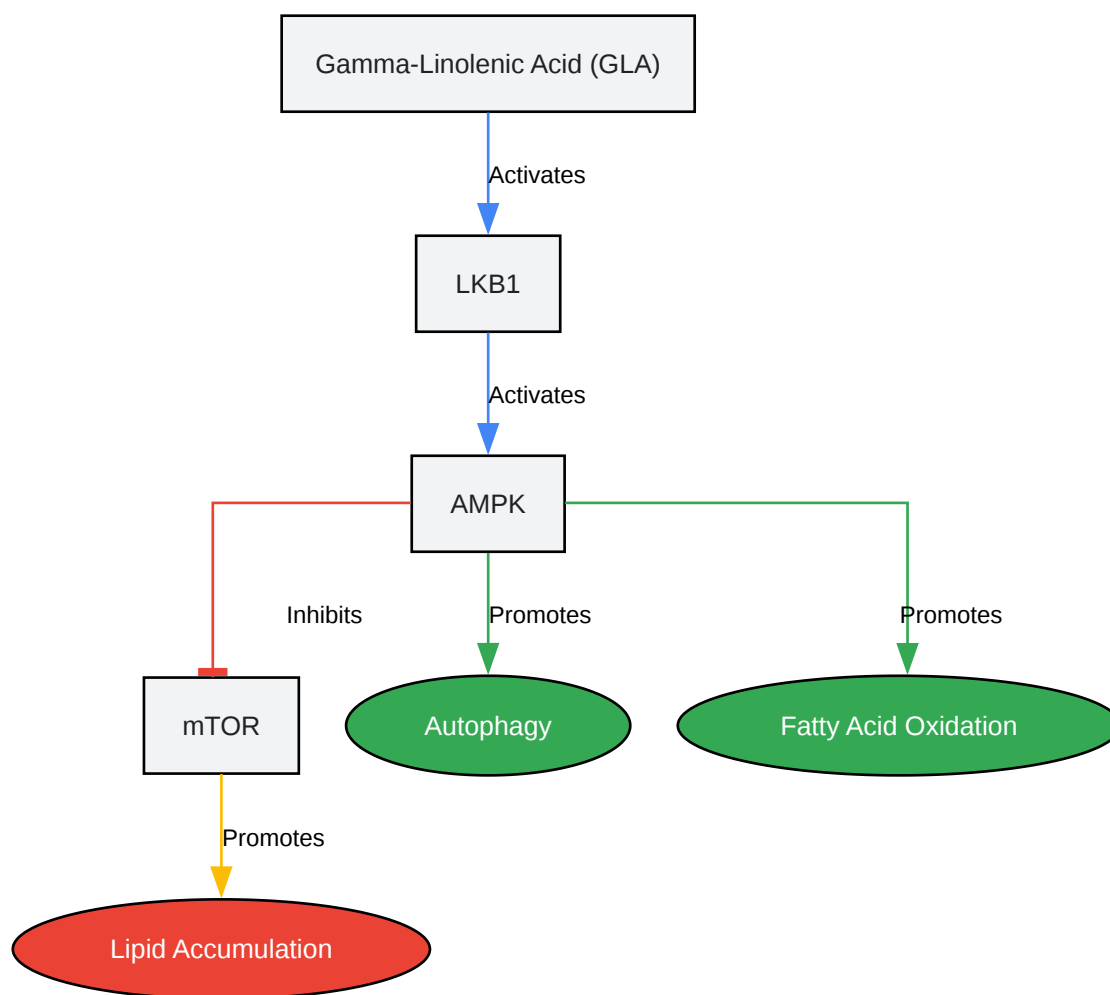 Gamma-Linolenic Acid (GLA)
Activates
LKB1
Activates
AMPK
Inhibits
Promotes
Promotes
mTOR
Autophagy
Fatty Acid Oxidation
Promotes
Lipid Accumulation